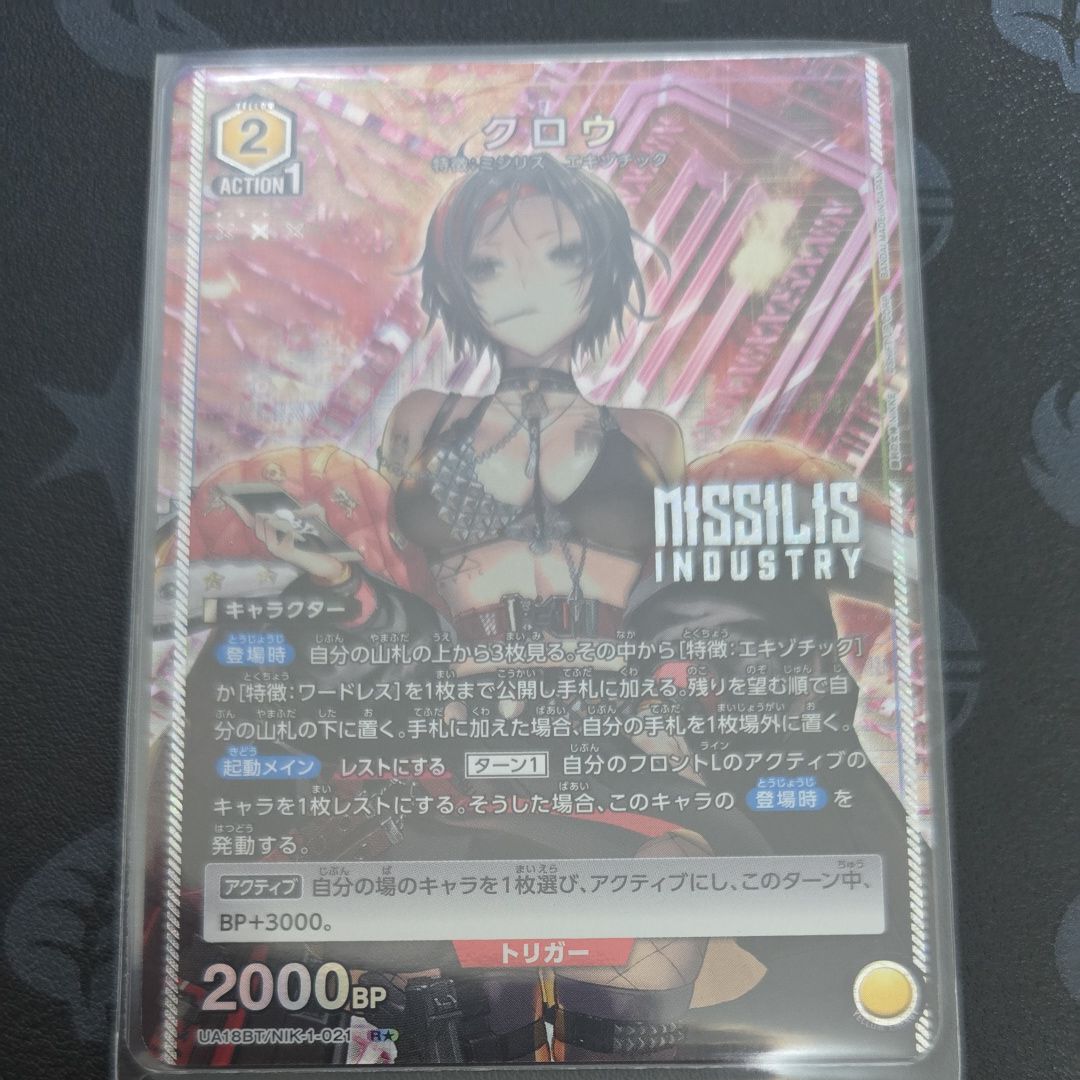 YELLOW
2
ACTION1
クロウ
特徴:ミシリス エキゾチック
MISSILIS
INDUSTRY
キャラクター
登場時 自分の山札の上から3枚見る。その中から[特徴:エキゾチック]
か[特徴:ワードレス]を1枚まで公開し手札に加える。残りを望む順で自
分の山札の下に置く。手札に加えた場合、自分の手札を1枚場外に置く。
起動メイン レストにする ターン1 自分のフロントLのアクティブの
キャラを1枚レストにする。そうした場合、このキャラの 登場時 を
発動する。
アクティブ 自分の場のキャラを1枚選び、アクティブにし、このターン中、
BP+3000。
トリガー
2000BP
UA18BT/NIK-1-021 R★